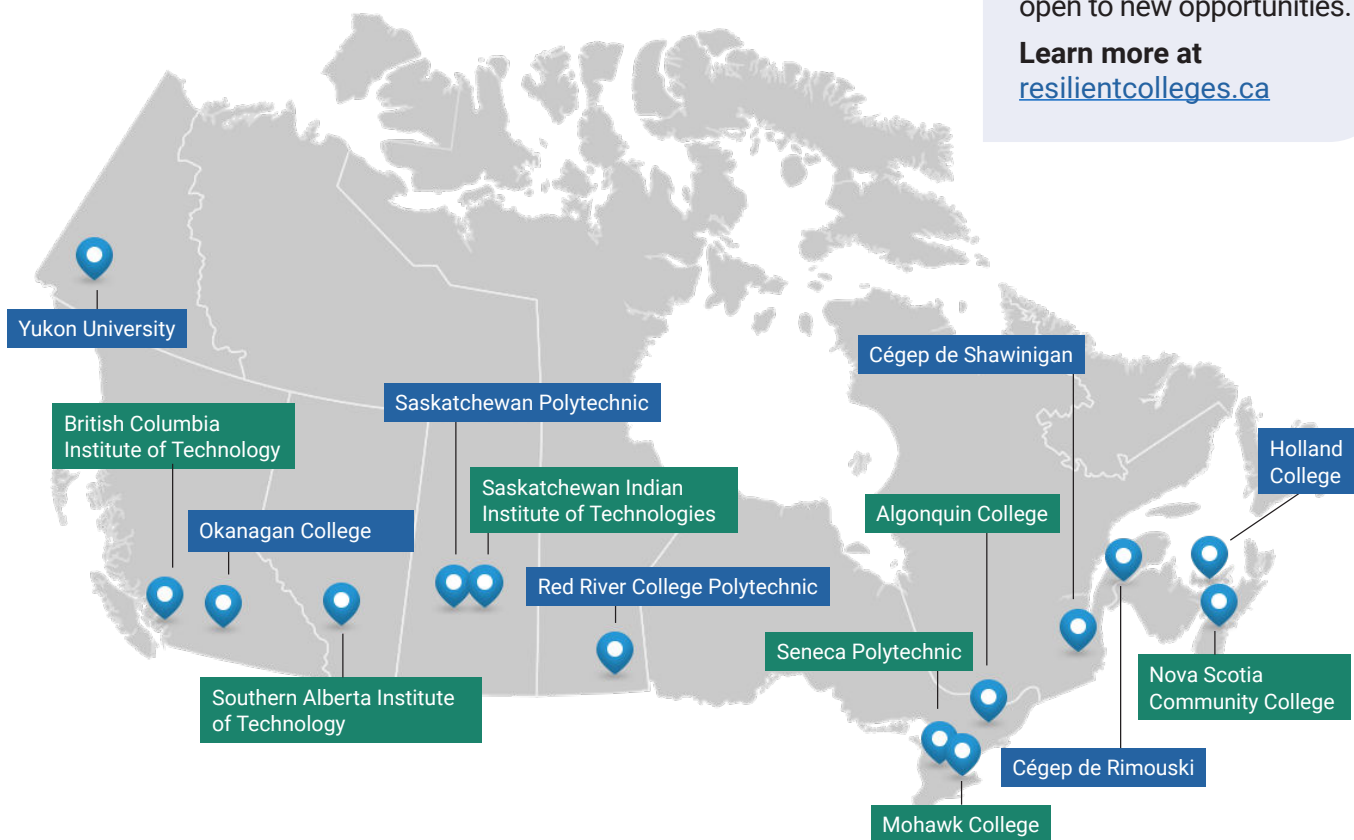 open to new opportunities.
Learn more at
resilientcolleges.ca
Yukon University
Cégep de Shawinigan
Saskatchewan Polytechnic
British Columbia
Institute of Technology
Holland
College
Saskatchewan Indian
Institute of Technologies
Algonquin College
Okanagan College
Red River College Polytechnic
Seneca Polytechnic
Nova Scotia
Community College
Southern Alberta Institute
of Technology
Cégep de Rimouski
Mohawk College